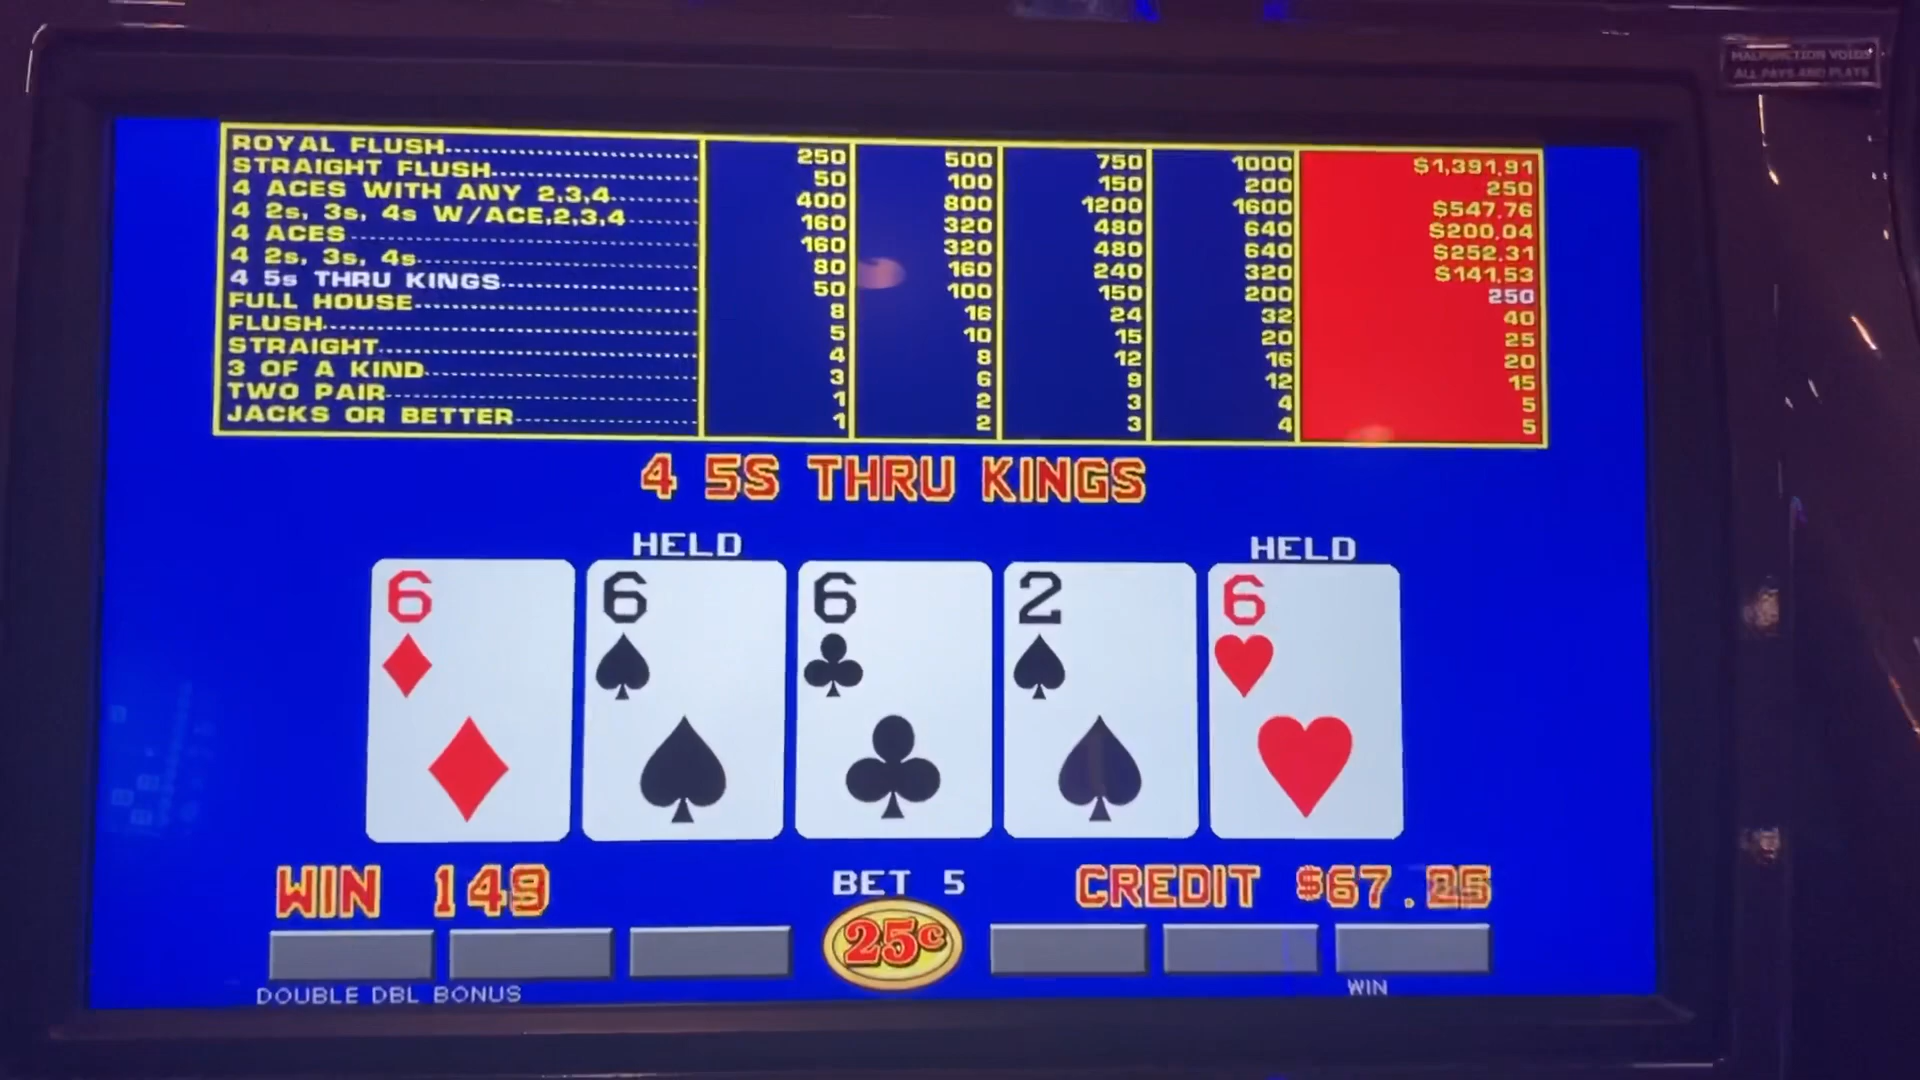 MALFUNCTION VOIDS
ALL PAYS AND PLAYS
ROYAL FLUSH 250 500 750 1000 $1,391.91
STRAIGHT FLUSH 50 100 150 200 250
4 ACES WITH ANY 2,3,4 400 800 1200 1600 $547.76
4 2s, 3s, 4s W/ACE,2,3,4 160 320 480 640 $200.04
4 ACES 160 320 480 640 $252.31
4 2s, 3s, 4s 80 160 240 320 $141.53
4 5s THRU KINGS 50 100 150 200 250
FULL HOUSE 8 16 24 32 40
FLUSH 5 10 15 20 25
STRAIGHT 4 8 12 16 20
3 OF A KIND 3 6 9 12 15
TWO PAIR 1 2 3 4 5
JACKS OR BETTER 1 2 3 4 5
4 5S THRU KINGS
HELD HELD
6 6 6 2 6
WIN 149 BET 5 CREDIT
25¢
DOUBLE DBL BONUS WIN